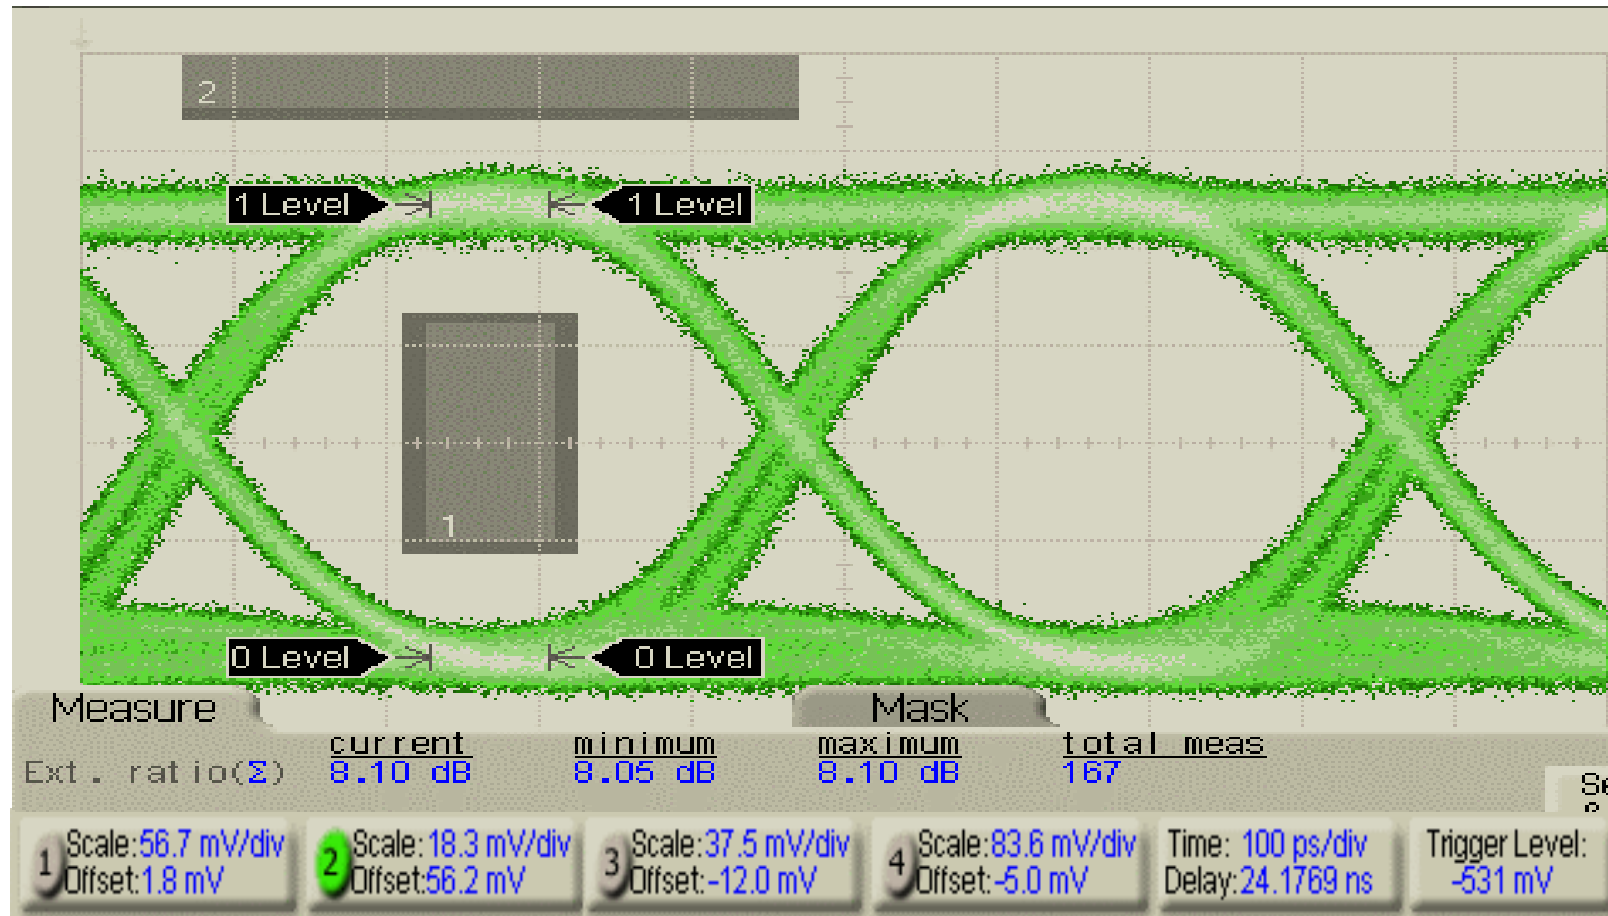 2
1 Level 1 Level
1
0 Level 0 Level
Measure Mask
current minimum maximum total meas
Ext. ratio(Σ) 8.10 dB 8.05 dB 8.10 dB 167
1 Scale:56.7 mV/div
Offset:1.8 mV
2 Scale:18.3 mV/div
Offset:56.2 mV
3 Scale:37.5 mV/div
Offset:-12.0 mV
4 Scale:83.6 mV/div
Offset:-5.0 mV
Time: 100 ps/div
Delay:24.1769 ns
Trigger Level:
-531 mV